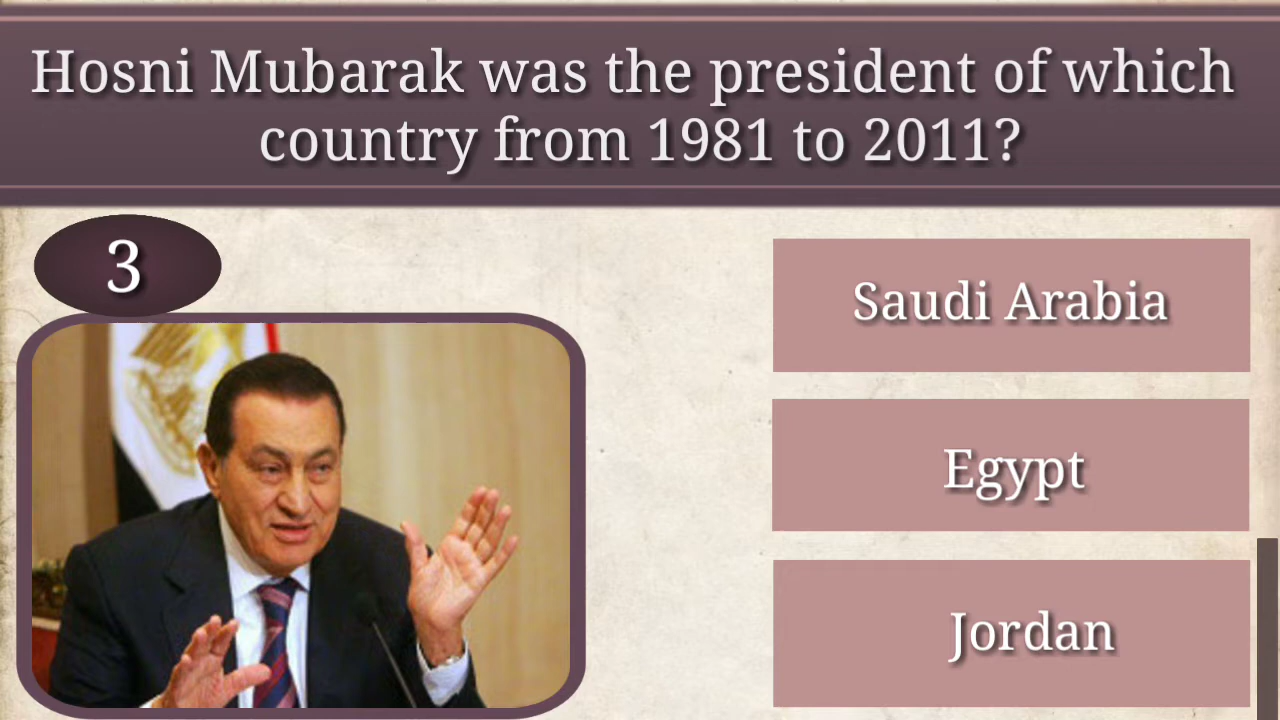 Hosni Mubarak was the president of which
country from 1981 to 2011?
3
Saudi Arabia
Egypt
Jordan